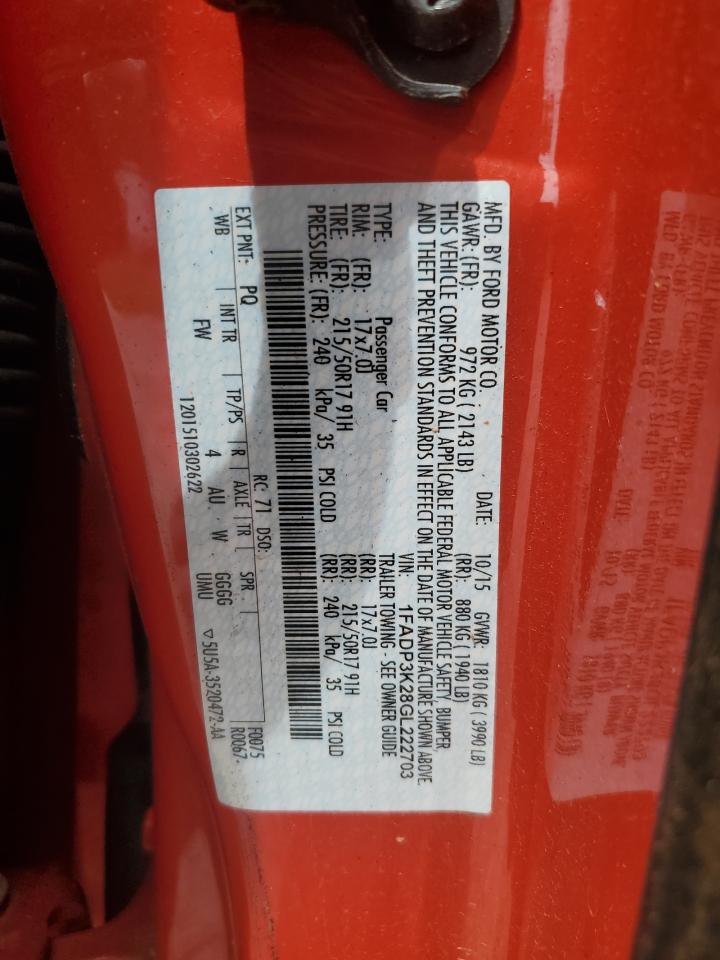 MFD. BY FORD MOTOR CO. DATE: 10/15 GVWR: 1810 KG ( 3990 LB)
GAWR: (FR): 972 KG ( 2143 LB) (RR): 880 KG ( 1940 LB)
THIS VEHICLE CONFORMS TO ALL APPLICABLE FEDERAL MOTOR VEHICLE SAFETY, BUMPER,
AND THEFT PREVENTION STANDARDS IN EFFECT ON THE DATE OF MANUFACTURE SHOWN ABOVE.
VIN: 1FADP3K28GL222703
TYPE: Passenger Car TRAILER TOWING - SEE OWNER GUIDE
RIM: (FR): 17x7.0J (RR): 17x7.0J
TIRE: (FR): 215/50R17 91H (RR): 215/50R17 91H
PRESSURE: (FR): 240 kPa/ 35 PSI COLD (RR): 240 kPa/ 35 PSI COLD
RC: 71 DSO: F0075
EXT PNT: PQ R0067-
WB INT TR TP/PS R AXLE TR SPR
FW 4 AU W GGGG
UMU
1201510302622 ▽5U5A-3520472-AA